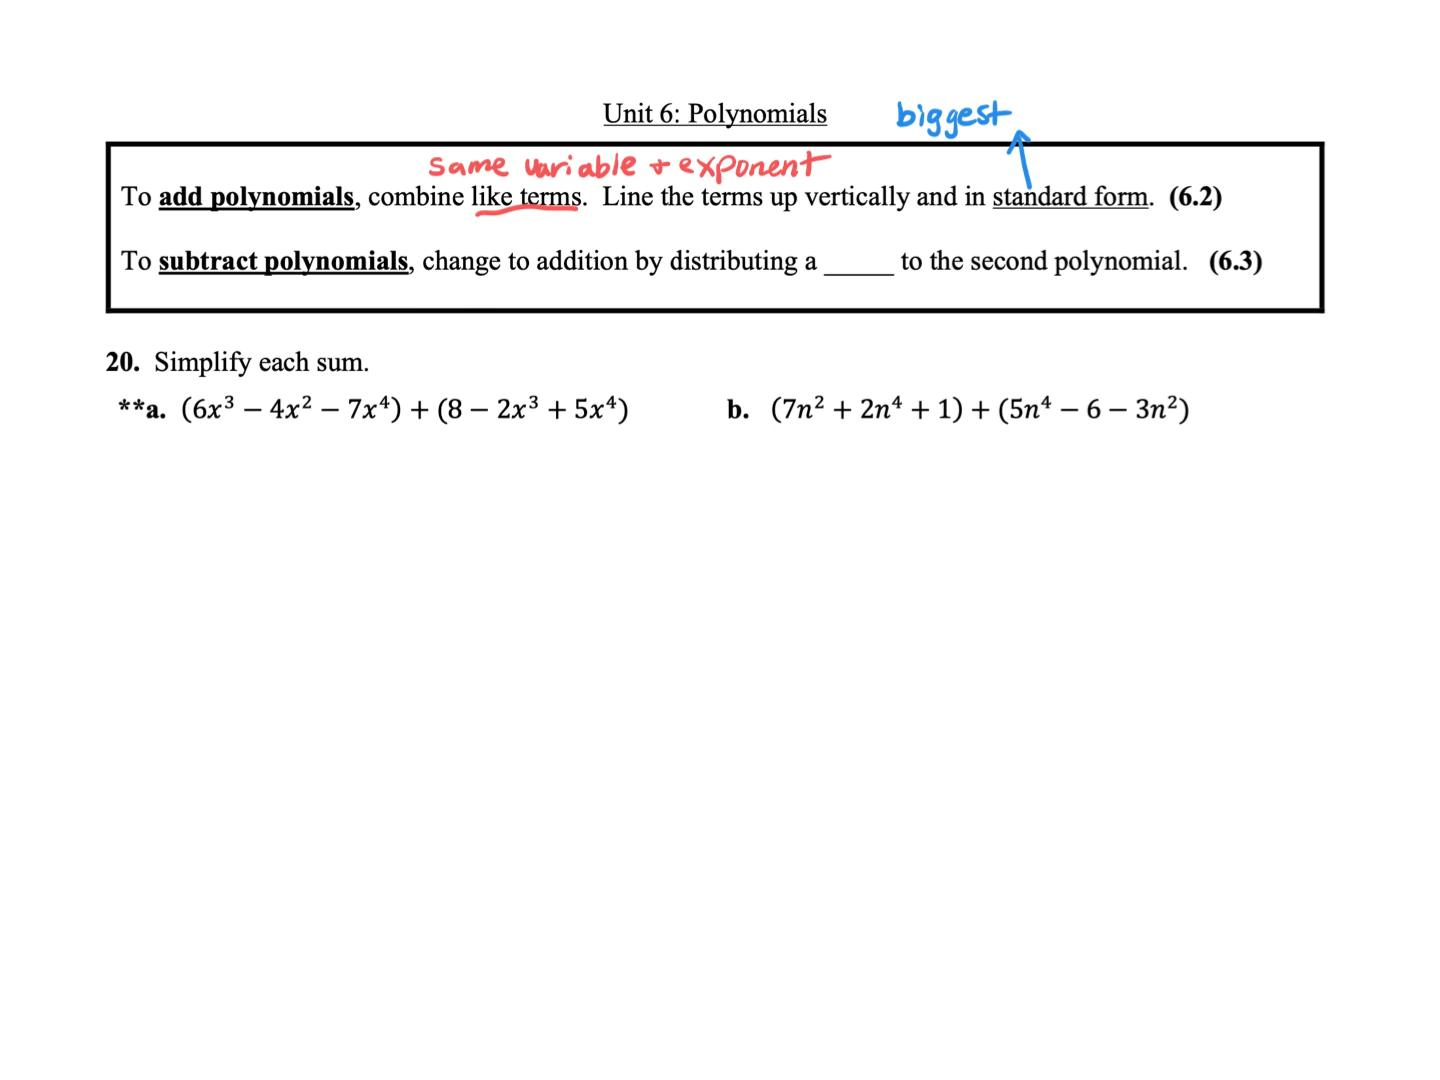 Unit 6: Polynomials
biggest
same variable + exponent
To add polynomials, combine like terms. Line the terms up vertically and in standard form. (6.2)
To subtract polynomials, change to addition by distributing a _____ to the second polynomial. (6.3)
20. Simplify each sum.
**a. (6x³ − 4x² − 7x⁴) + (8 − 2x³ + 5x⁴)
b. (7n² + 2n⁴ + 1) + (5n⁴ − 6 − 3n²)